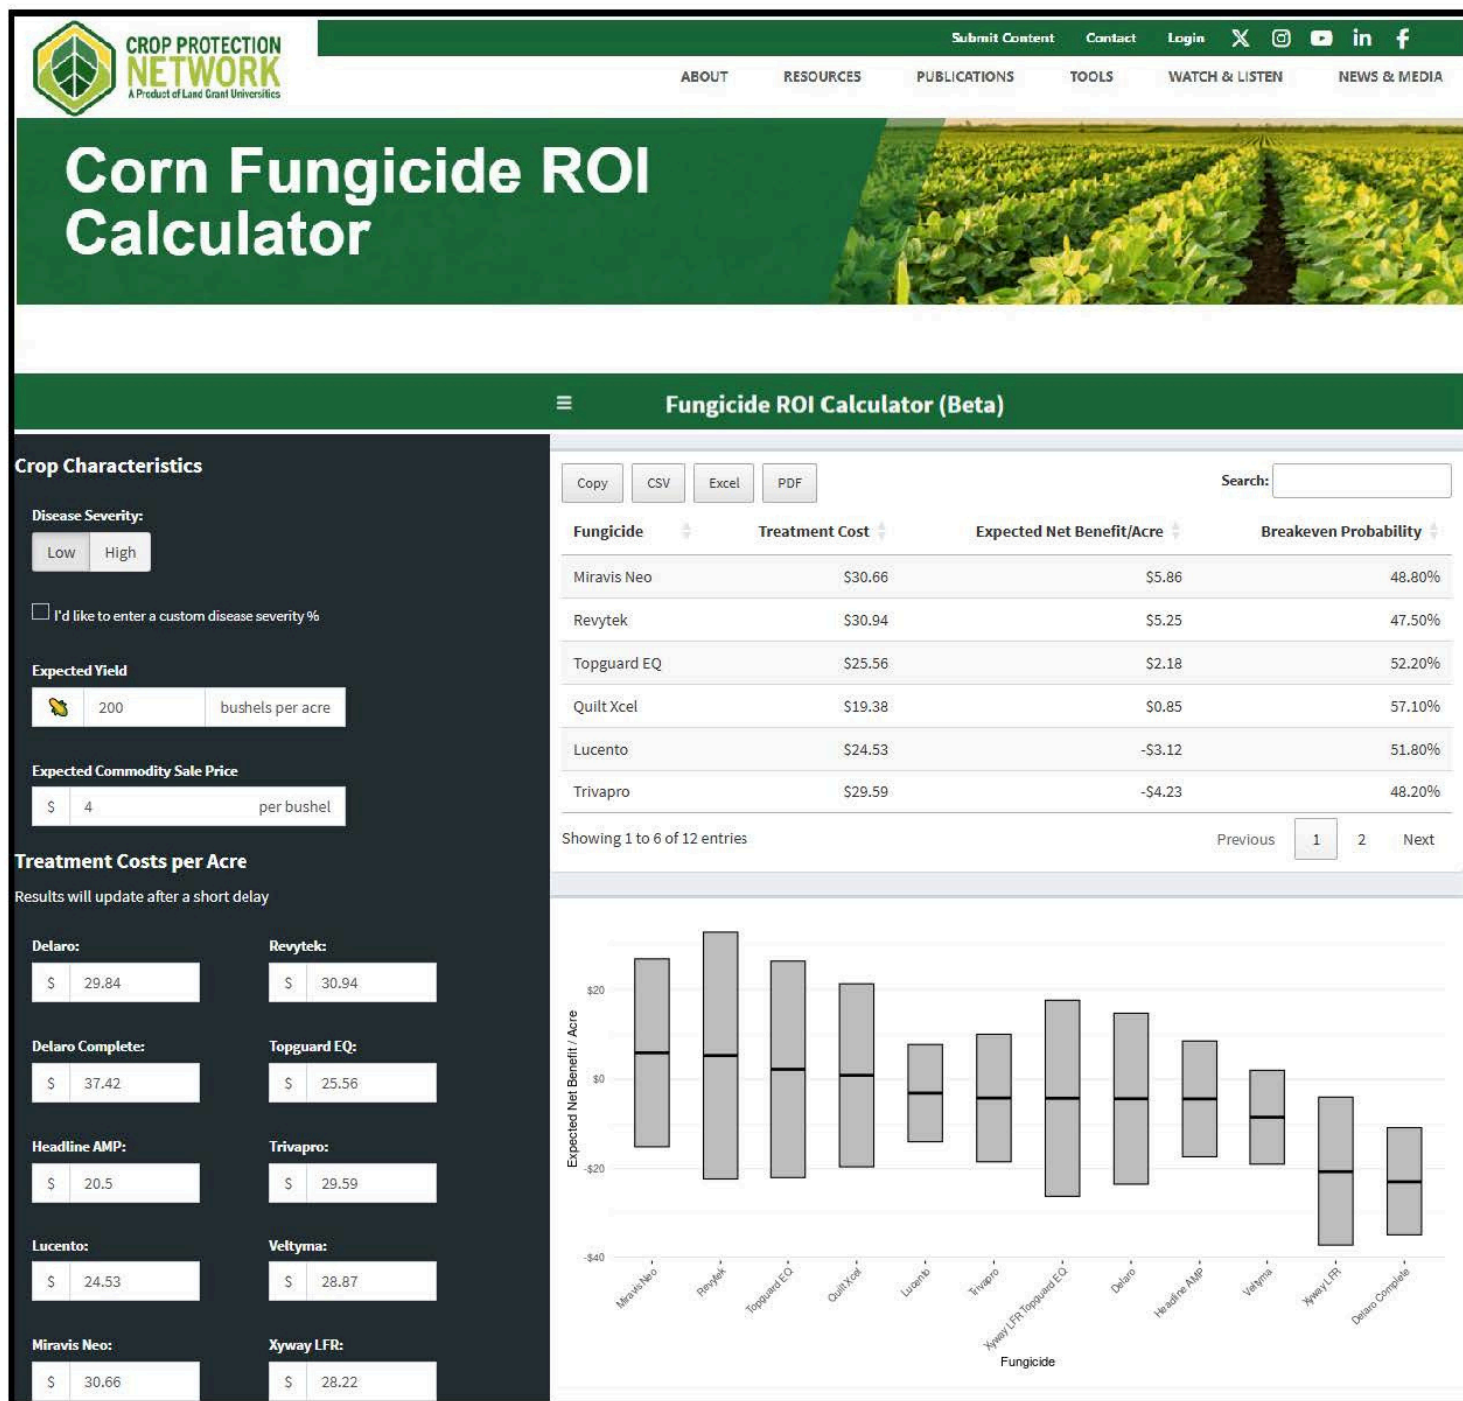 CROP PROTECTION
NETWORK
A Product of Land Grant Universities
Submit Content Contact Login
ABOUT RESOURCES PUBLICATIONS TOOLS WATCH & LISTEN NEWS & MEDIA
Corn Fungicide ROI
Calculator
Fungicide ROI Calculator (Beta)
Crop Characteristics
Disease Severity:
Low High
I'd like to enter a custom disease severity %
Expected Yield
200 bushels per acre
Expected Commodity Sale Price
$ 4 per bushel
Treatment Costs per Acre
Results will update after a short delay
Delaro: Revytek:
$ 29.84 $ 30.94
Delaro Complete: Topguard EQ:
$ 37.42 $ 25.56
Headline AMP: Trivapro:
$ 20.5 $ 29.59
Lucento: Veltyma:
$ 24.53 $ 28.87
Miravis Neo: Xyway LFR:
$ 30.66 $ 28.22
Copy CSV Excel PDF Search:
Fungicide Treatment Cost Expected Net Benefit/Acre Breakeven Probability
Miravis Neo $30.66 $5.86 48.80%
Revytek $30.94 $5.25 47.50%
Topguard EQ $25.56 $2.18 52.20%
Quilt Xcel $19.38 $0.85 57.10%
Lucento $24.53 -$3.12 51.80%
Trivapro $29.59 -$4.23 48.20%
Showing 1 to 6 of 12 entries Previous 1 2 Next
Expected Net Benefit / Acre
$20
$0
-$20
-$40
Miravis Neo Revytek Topguard EQ Quilt Xcel Lucento Trivapro Xyway LFR Topguard EQ Delaro Headline AMP Veltyma Xyway LFR Delaro Complete
Fungicide